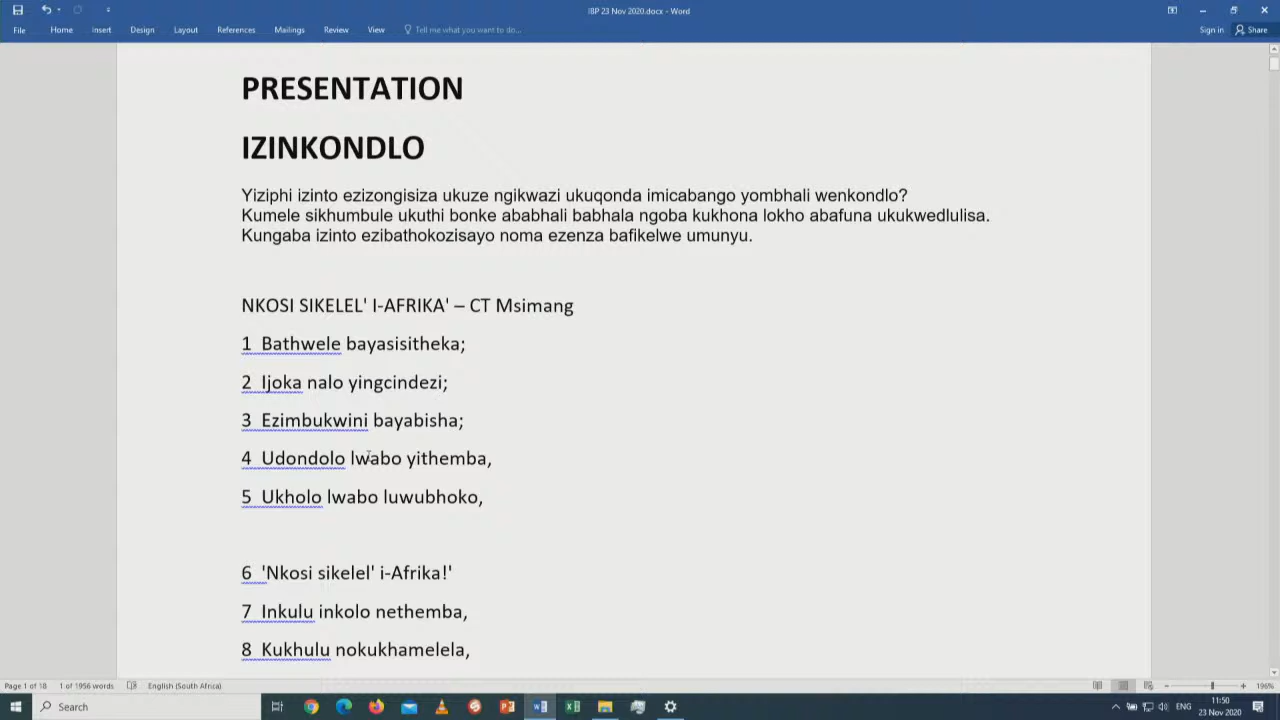 IBP 23 Nov 2020.docx - Word
File Home Insert Design Layout References Mailings Review View Tell me what you want to do... Sign in Share
PRESENTATION
IZINKONDLO
Yiziphi izinto ezizongisiza ukuze ngikwazi ukuqonda imicabango yombhali wenkondlo?
Kumele sikhumbule ukuthi bonke ababhali babhala ngoba kukhona lokho abafuna ukukwedlulisa.
Kungaba izinto ezibathokozisayo noma ezenza bafikelwe umunyu.
NKOSI SIKELEL' I-AFRIKA' – CT Msimang
1 Bathwele bayasisitheka;
2 Ijoka nalo yingcindezi;
3 Ezimbukwini bayabisha;
4 Udondolo lwabo yithemba,
5 Ukholo lwabo luwubhoko,
6 'Nkosi sikelel' i-Afrika!'
7 Inkulu inkolo nethemba,
8 Kukhulu nokukhamelela,
Page 1 of 18 1 of 1956 words English (South Africa) 196%
Search ENG 11:50
23 Nov 2020